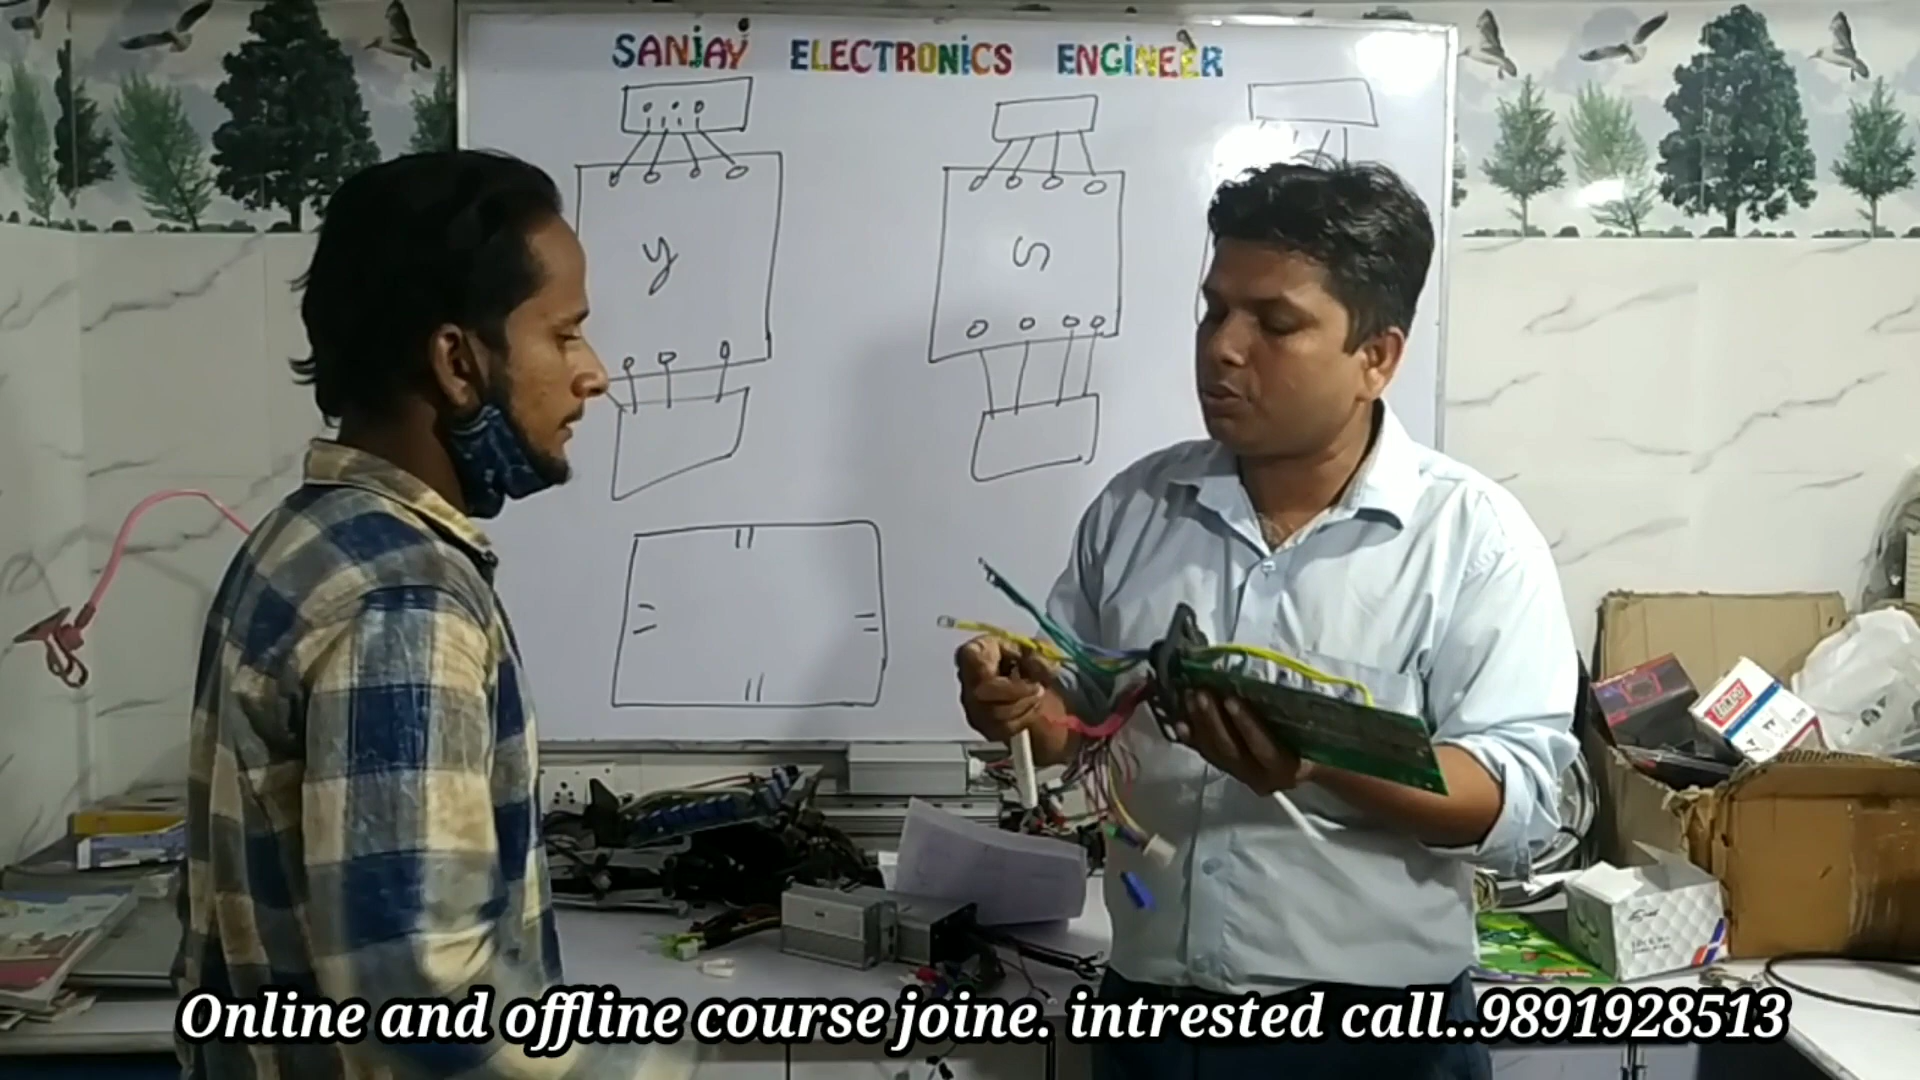 SANJAY ELECTRONICS ENGINEER
y
S
Online and offline course joine. intrested call..9891928513